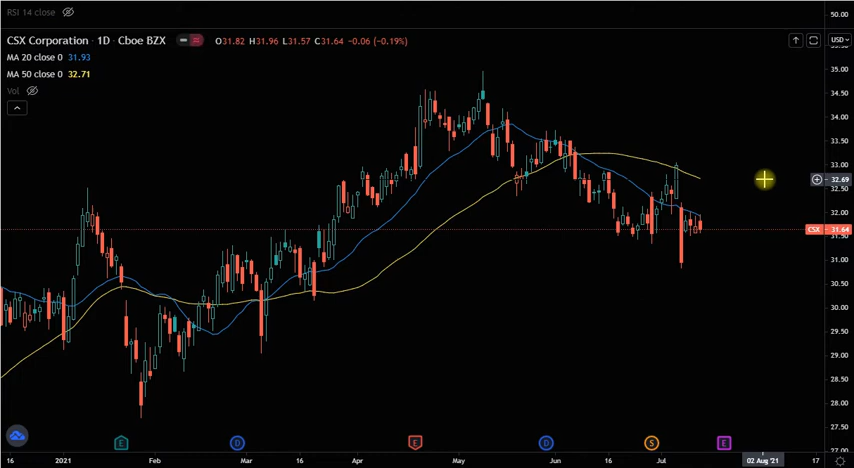 RSI 14 close
50.00
CSX Corporation · 1D · Cboe BZX O31.82 H31.96 L31.57 C31.64 −0.06 (−0.19%)
USD
MA 20 close 0 31.93
MA 50 close 0 32.71
Vol
35.00
34.50
34.00
33.50
33.00
32.69
32.50
32.00
CSX 31.64
31.50
31.00
30.50
30.00
29.50
29.00
28.50
28.00
27.50
E D E D S E
27.00
16 2021 Feb Mar 16 Apr May Jun 16 Jul 02 Aug '21 17